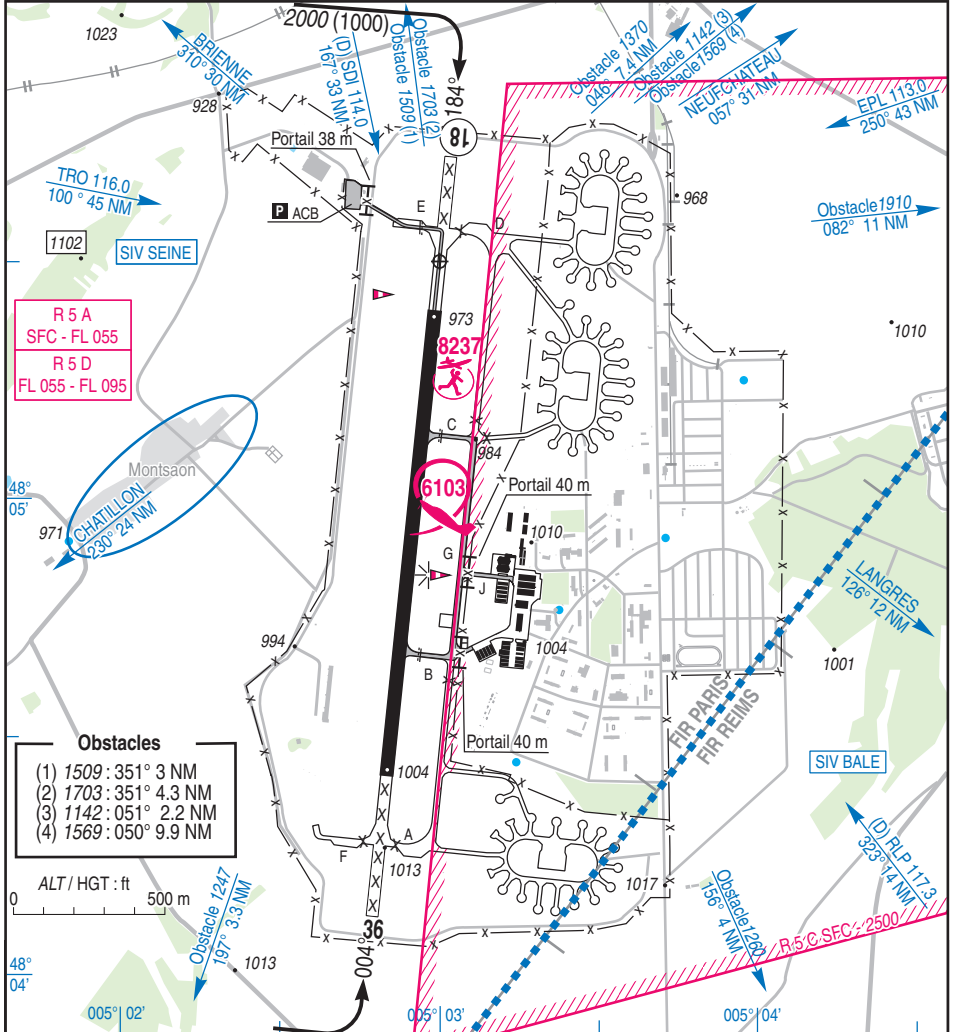 1023
2000 (1000)
BRIENNE
310° 30 NM
(D) SDI 114.0
167° 33 NM
Obstacle 1703 (2)
Obstacle 1509 (1)
184°
18
Obstacle 1370
046° 7.4 NM
Obstacle 1142 (3)
Obstacle1569 (4)
NEUFCHATEAU
057° 31 NM
EPL 113.0
250° 43 NM
928
Portail 38 m
TRO 116.0
100 ° 45 NM
P ACB
E
D
968
Obstacle1910
082° 11 NM
1102
SIV SEINE
R 5 A
SFC - FL 055
R 5 D
FL 055 - FL 095
973
8237
1010
C
984
Montsaon
48°
05'
6103
Portail 40 m
971
CHATILLON
230° 24 NM
1010
G
J
LANGRES
126° 12 NM
994
1004
1001
B
FIR PARIS
FIR REIMS
Portail 40 m
Obstacles
(1) 1509 : 351° 3 NM
(2) 1703 : 351° 4.3 NM
(3) 1142 : 051° 2.2 NM
(4) 1569 : 050° 9.9 NM
1004
SIV BALE
A
F
1013
(D) RLP 117.3
323° 14 NM
ALT / HGT : ft
0 500 m
1017
Obstacle 1247
197° 3.3 NM
Obstacle1260
156° 4 NM
36
004°
R 5 C SFC - 2500
1013
48°
04'
005° 02'
005° 03'
005° 04'